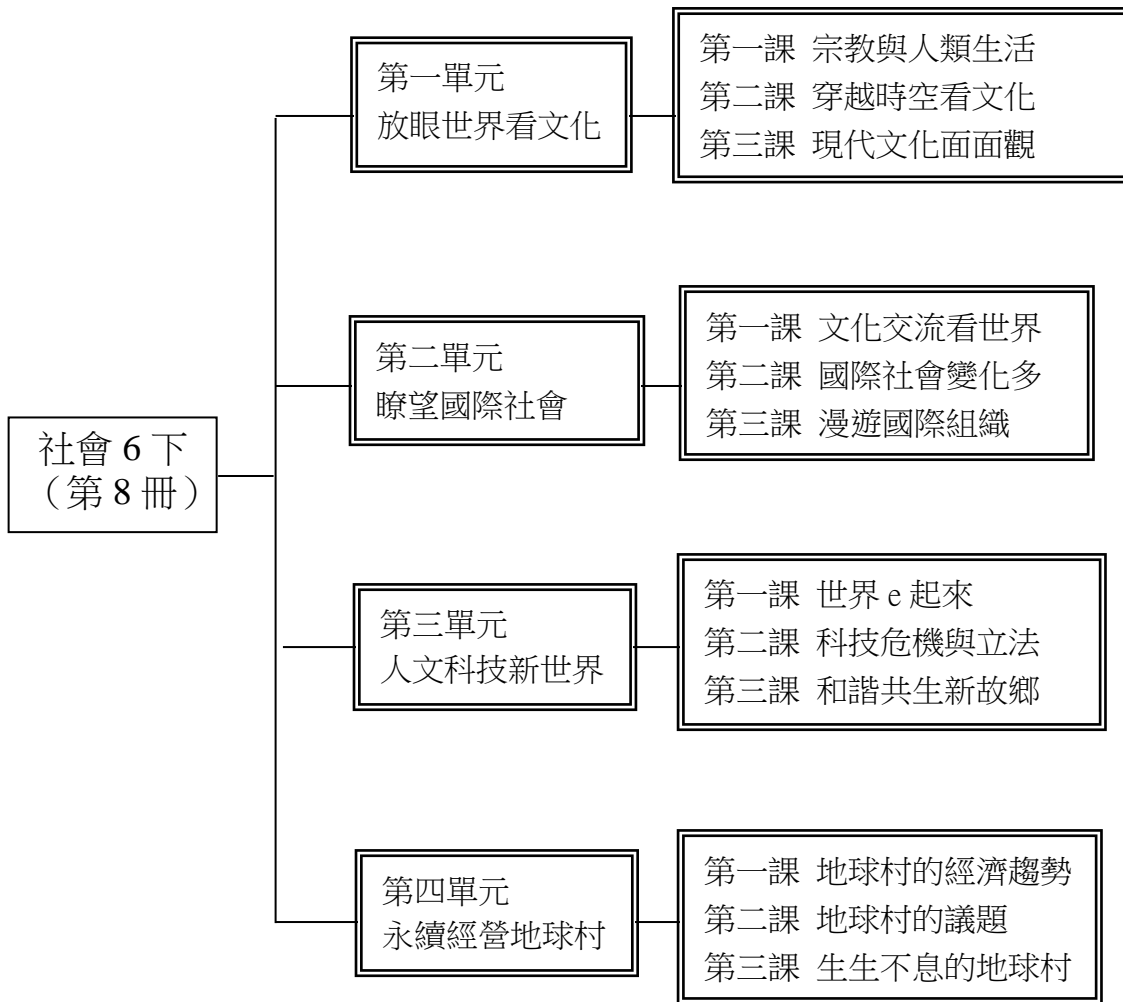 社會 6 下
（第 8 冊）
第一單元
放眼世界看文化
第一課 宗教與人類生活
第二課 穿越時空看文化
第三課 現代文化面面觀
第二單元
瞭望國際社會
第一課 文化交流看世界
第二課 國際社會變化多
第三課 漫遊國際組織
第三單元
人文科技新世界
第一課 世界 e 起來
第二課 科技危機與立法
第三課 和諧共生新故鄉
第四單元
永續經營地球村
第一課 地球村的經濟趨勢
第二課 地球村的議題
第三課 生生不息的地球村